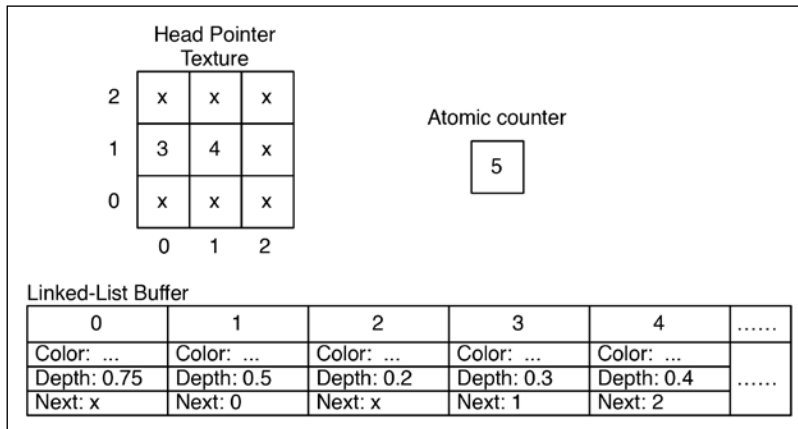 Head Pointer
Texture
2 x x x
Atomic counter
1 3 4 x
5
0 x x x
0 1 2
Linked-List Buffer
0 1 2 3 4 ......
Color: ... Color: ... Color: ... Color: ... Color: ...
Depth: 0.75 Depth: 0.5 Depth: 0.2 Depth: 0.3 Depth: 0.4 ......
Next: x Next: 0 Next: x Next: 1 Next: 2